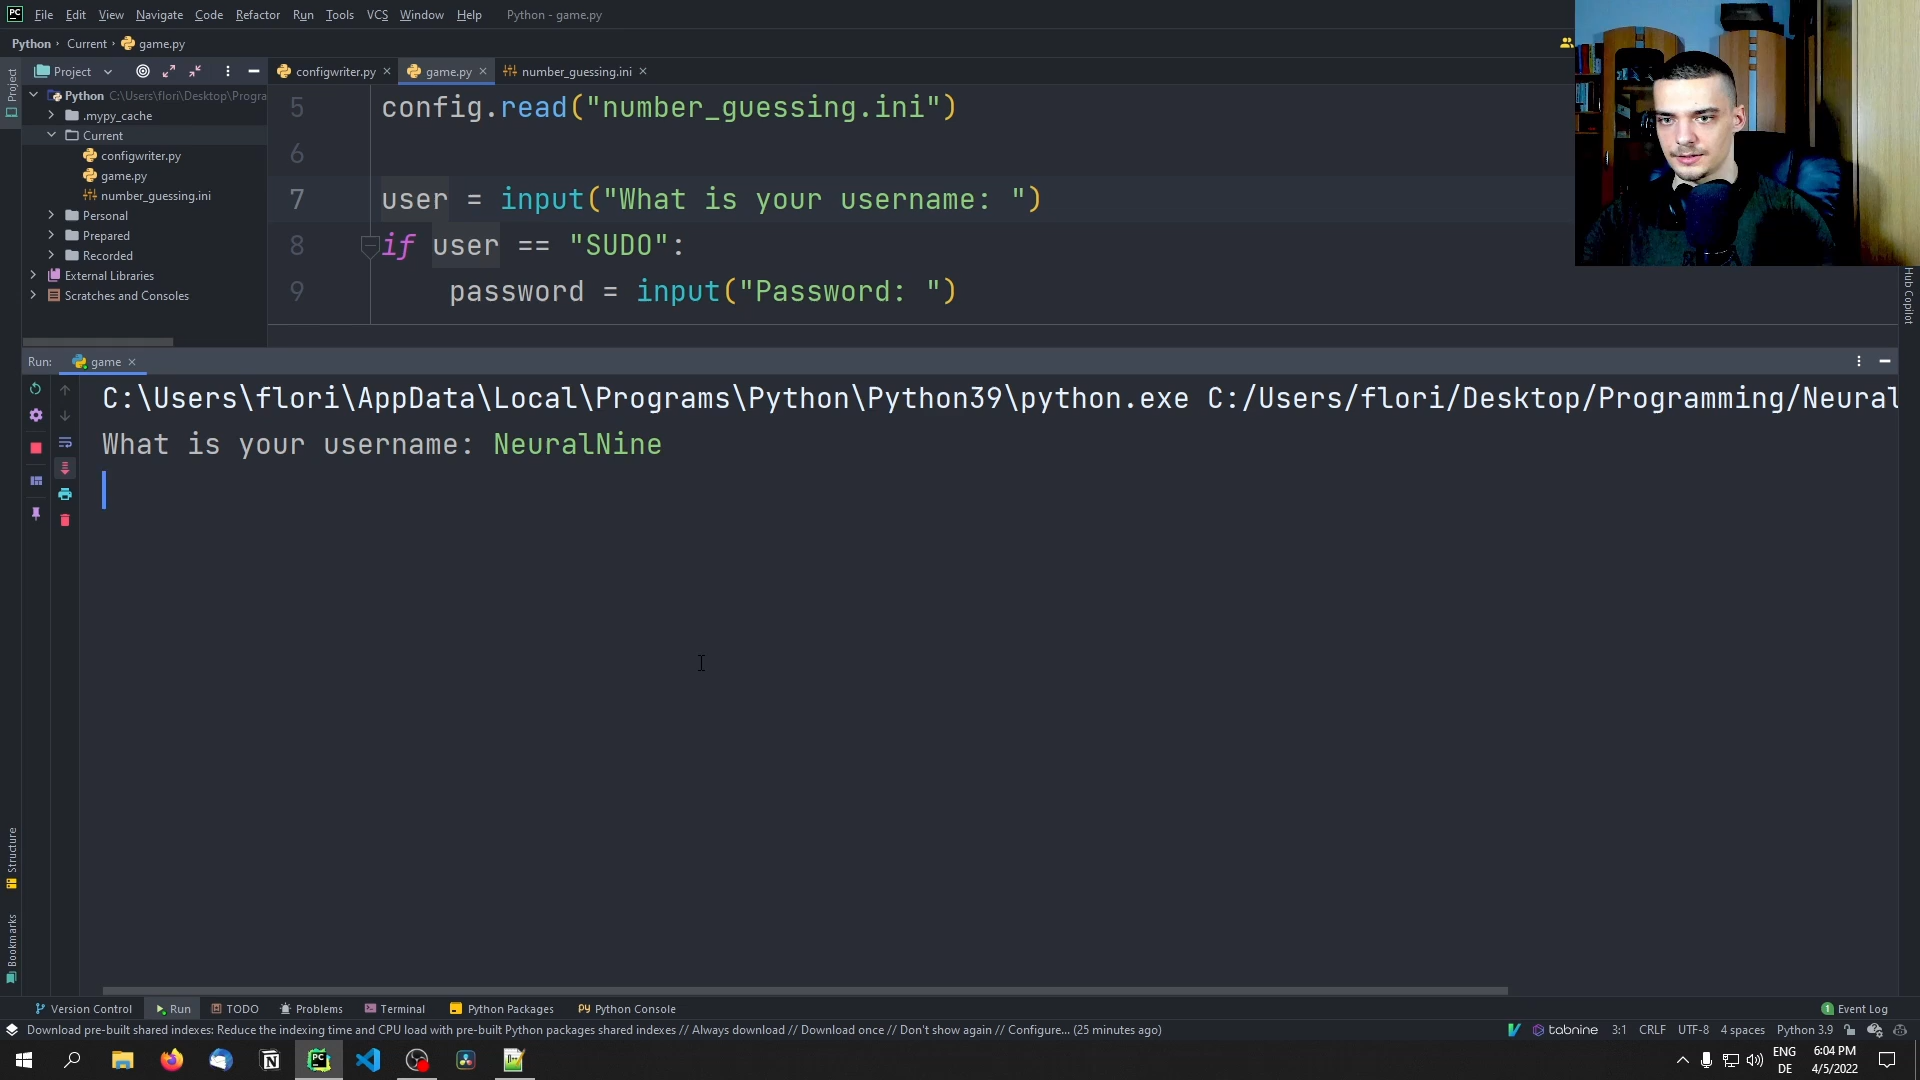 PC File Edit View Navigate Code Refactor Run Tools VCS Window Help Python - game.py
Python › Current › game.py
Project
configwriter.py × game.py × number_guessing.ini ×
Project
Python C:\Users\flori\Desktop\Progra
.mypy_cache
Current
configwriter.py
game.py
number_guessing.ini
Personal
Prepared
Recorded
External Libraries
Scratches and Consoles
5 config.read("number_guessing.ini")
6
7 user = input("What is your username: ")
8 if user == "SUDO":
9 password = input("Password: ")
Hub Copilot
Run: game ×
C:\Users\flori\AppData\Local\Programs\Python\Python39\python.exe C:/Users/flori/Desktop/Programming/Neural
What is your username: NeuralNine
Structure
Bookmarks
Version Control Run TODO Problems Terminal Python Packages Python Console 1 Event Log
Download pre-built shared indexes: Reduce the indexing time and CPU load with pre-built Python packages shared indexes // Always download // Download once // Don't show again // Configure... (25 minutes ago) tabnine 3:1 CRLF UTF-8 4 spaces Python 3.9
ENG 6:04 PM
DE 4/5/2022